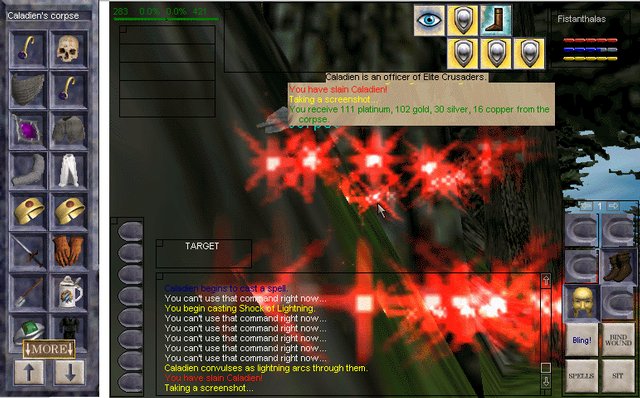 Caladien's corpse
MORE
283 0.0% 0.0% 421
Fistanthalas
Caladien is an officer of Elite Crusaders.
You have slain Caladien!
Taking a screenshot...
You receive 111 platinum, 102 gold, 30 silver, 16 copper from the
corpse.
TARGET
Caladien begins to cast a spell.
You can't use that command right now...
You begin casting Shock of Lightning.
You can't use that command right now...
You can't use that command right now...
You can't use that command right now...
You can't use that command right now...
You can't use that command right now...
Caladien convulses as lightning arcs through them.
You have slain Caladien!
Taking a screenshot...
1
Bling!
BIND
WOUND
SPELLS
SIT